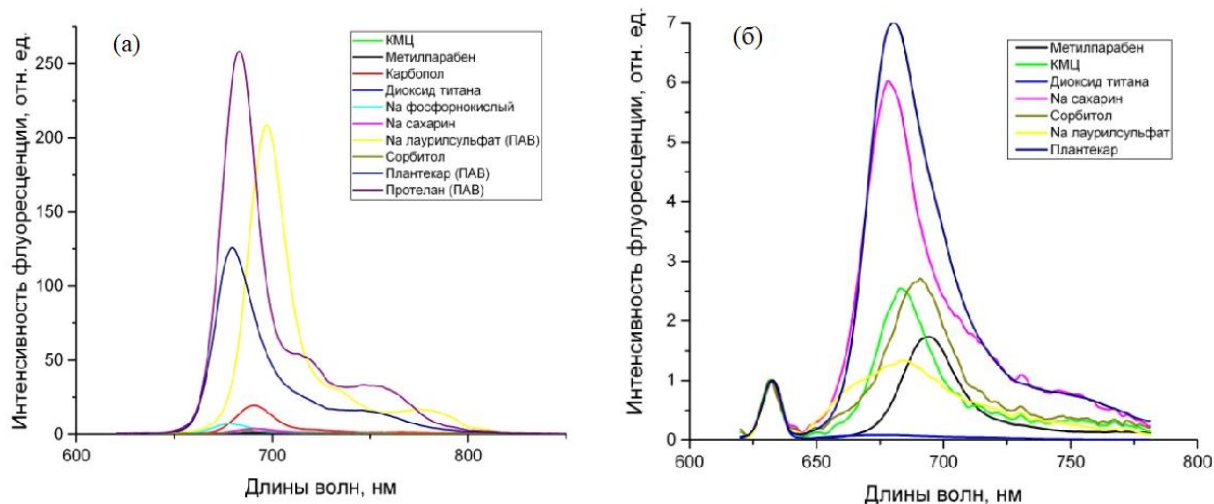 (а)
КМЦ
Метилпарабен
Карбопол
Диоксид титана
Na фосфорнокислый
Na сахарин
Na лаурилсульфат (ПАВ)
Сорбитол
Плантекар (ПАВ)
Протелан (ПАВ)
Интенсивность флуоресценции, отн. ед.
250
200
150
100
50
0
600
700
800
Длины волн, нм
(б)
Метилпарабен
КМЦ
Диоксид титана
Na сахарин
Сорбитол
Na лаурилсульфат
Плантекар
Интенсивность флуоресценции, отн. ед.
7
6
5
4
3
2
1
0
600
650
700
750
800
Длины волн, нм